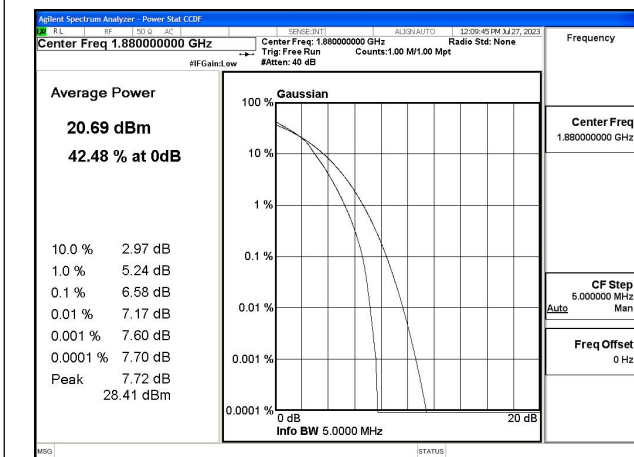 Agilent Spectrum Analyzer - Power Stat CCDF
LXI RL RF 50 Ω AC SENSE:INT ALIGN AUTO 12:09:45 PM Jul 27, 2023
Center Freq 1.880000000 GHz
#IFGain:Low
Center Freq: 1.880000000 GHz Radio Std: None
Trig: Free Run Counts:1.00 M/1.00 Mpt
#Atten: 40 dB
Frequency
Average Power
20.69 dBm
42.48 % at 0dB
10.0 % 2.97 dB
1.0 % 5.24 dB
0.1 % 6.58 dB
0.01 % 7.17 dB
0.001 % 7.60 dB
0.0001 % 7.70 dB
Peak 7.72 dB
28.41 dBm
Gaussian
100 %
10 %
1 %
0.1 %
0.01 %
0.001 %
0.0001 %
0 dB 20 dB
Info BW 5.0000 MHz
Center Freq
1.880000000 GHz
CF Step
5.000000 MHz
Auto Man
Freq Offset
0 Hz
MSG STATUS